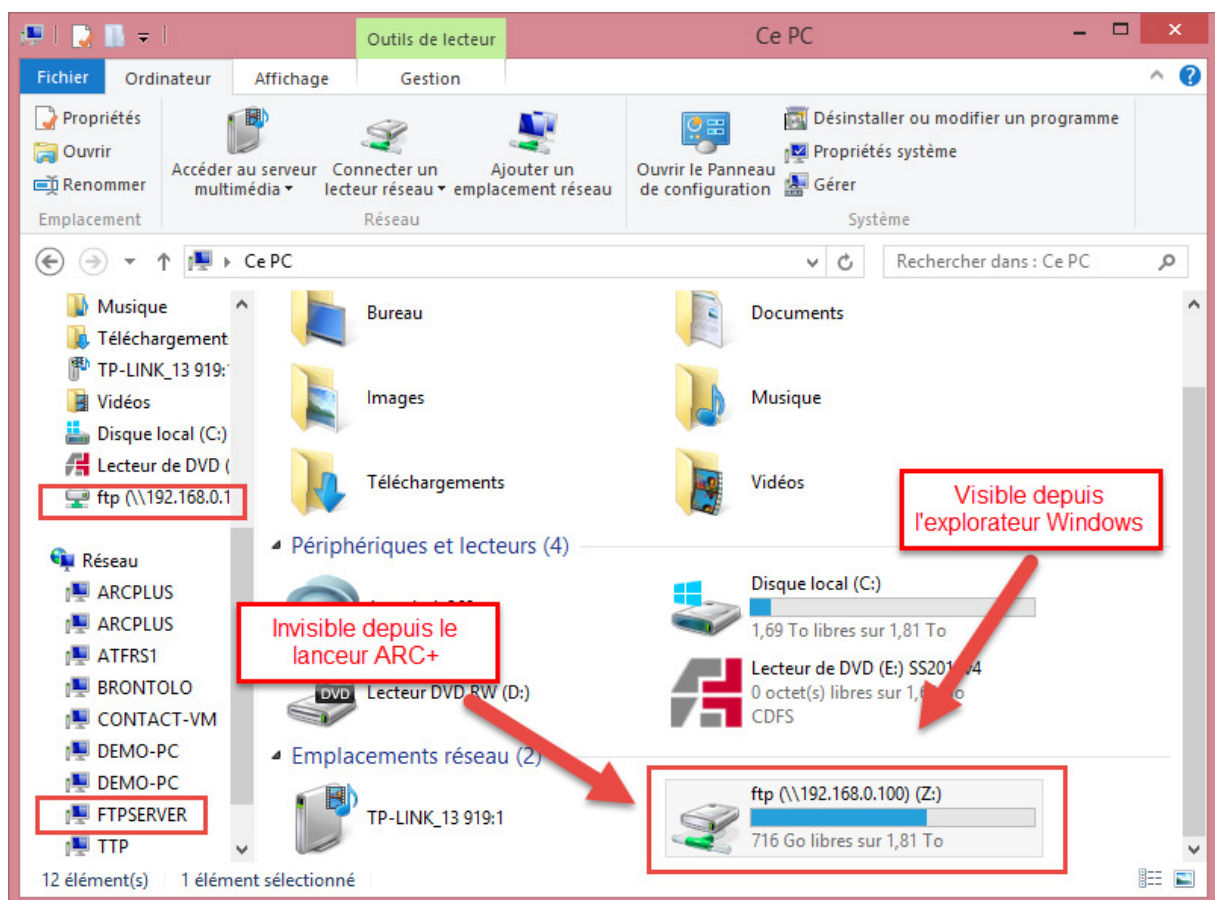 Outils de lecteur
Ce PC
Fichier
Ordinateur
Affichage
Gestion
Propriétés
Ouvrir
Renommer
Emplacement
Accéder au serveur
multimédia
Connecter un
lecteur réseau
Ajouter un
emplacement réseau
Réseau
Ouvrir le Panneau
de configuration
Désinstaller ou modifier un programme
Propriétés système
Gérer
Système
Ce PC
Rechercher dans : Ce PC
Musique
Téléchargement
TP-LINK_13 919:
Vidéos
Disque local (C:)
Lecteur de DVD (
ftp (\\192.168.0.1
Réseau
ARCPLUS
ARCPLUS
ATFRS1
BRONTOLO
CONTACT-VM
DEMO-PC
DEMO-PC
FTPSERVER
TTP
Bureau
Documents
Images
Musique
Téléchargements
Vidéos
Visible depuis
l'explorateur Windows
Périphériques et lecteurs (4)
Invisible depuis le
lanceur ARC+
Disque local (C:)
1,69 To libres sur 1,81 To
DVD
Lecteur DVD RW (D:)
Lecteur de DVD (E:)
0 octet(s) libres sur
CDFS
Emplacements réseau (2)
TP-LINK_13 919:1
ftp (\\192.168.0.100) (Z:)
716 Go libres sur 1,81 To
12 élément(s)
1 élément sélectionné